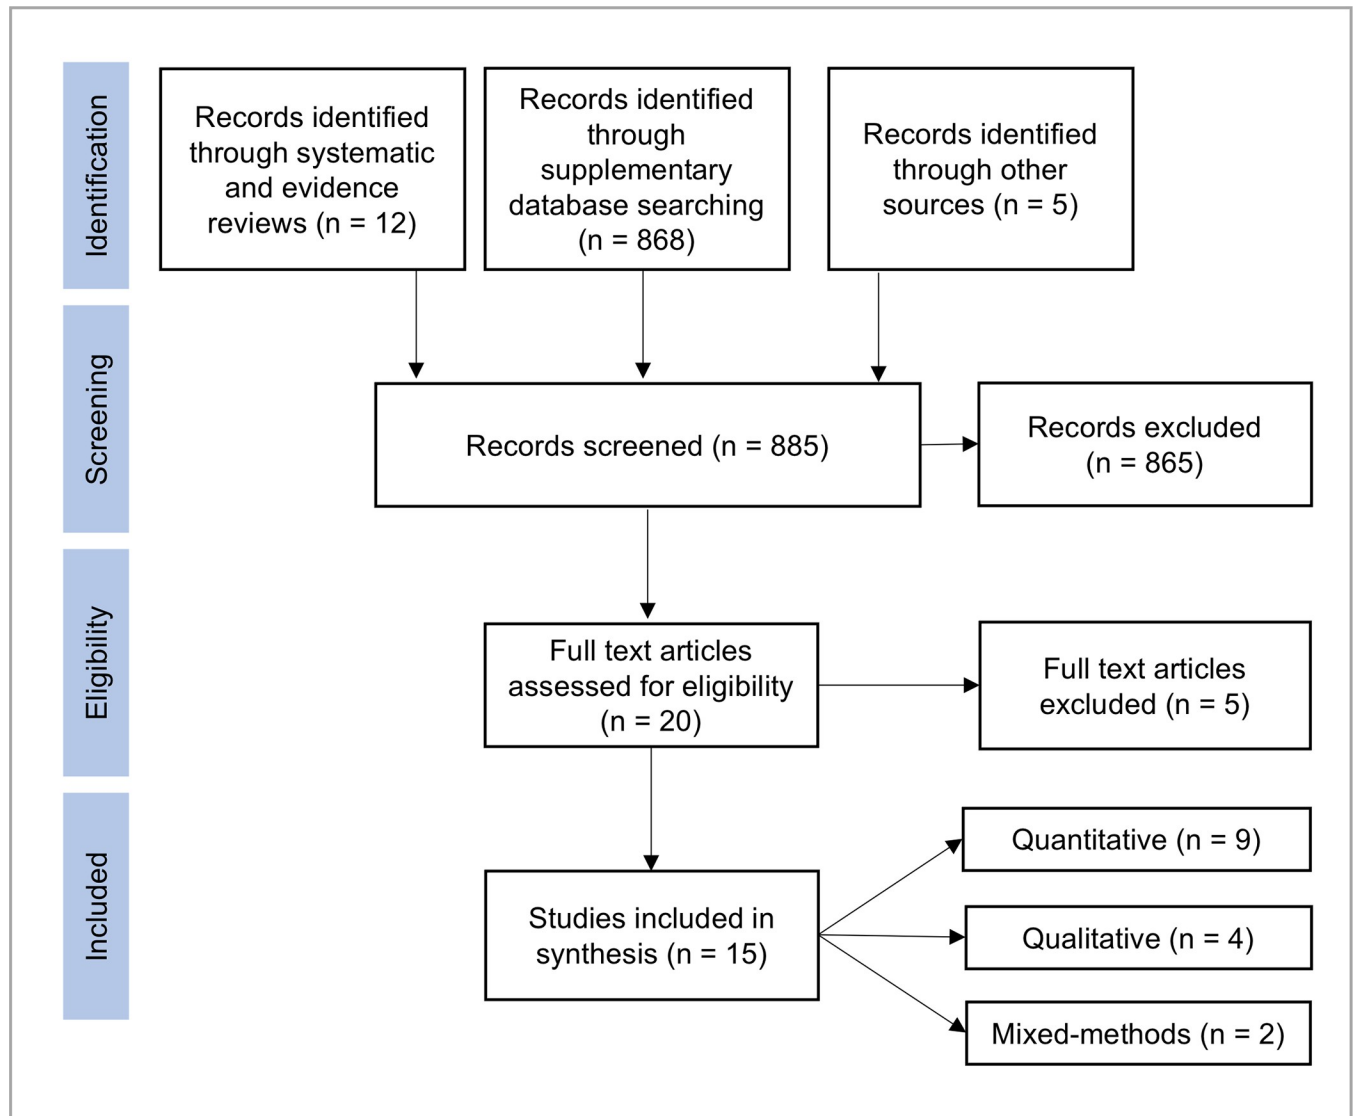 Identification
Records identified
through systematic
and evidence
reviews (n = 12)
Records identified
through
supplementary
database searching
(n = 868)
Records identified
through other
sources (n = 5)
Screening
Records screened (n = 885)
Records excluded
(n = 865)
Eligibility
Full text articles
assessed for eligibility
(n = 20)
Full text articles
excluded (n = 5)
Included
Studies included in
synthesis (n = 15)
Quantitative (n = 9)
Qualitative (n = 4)
Mixed-methods (n = 2)